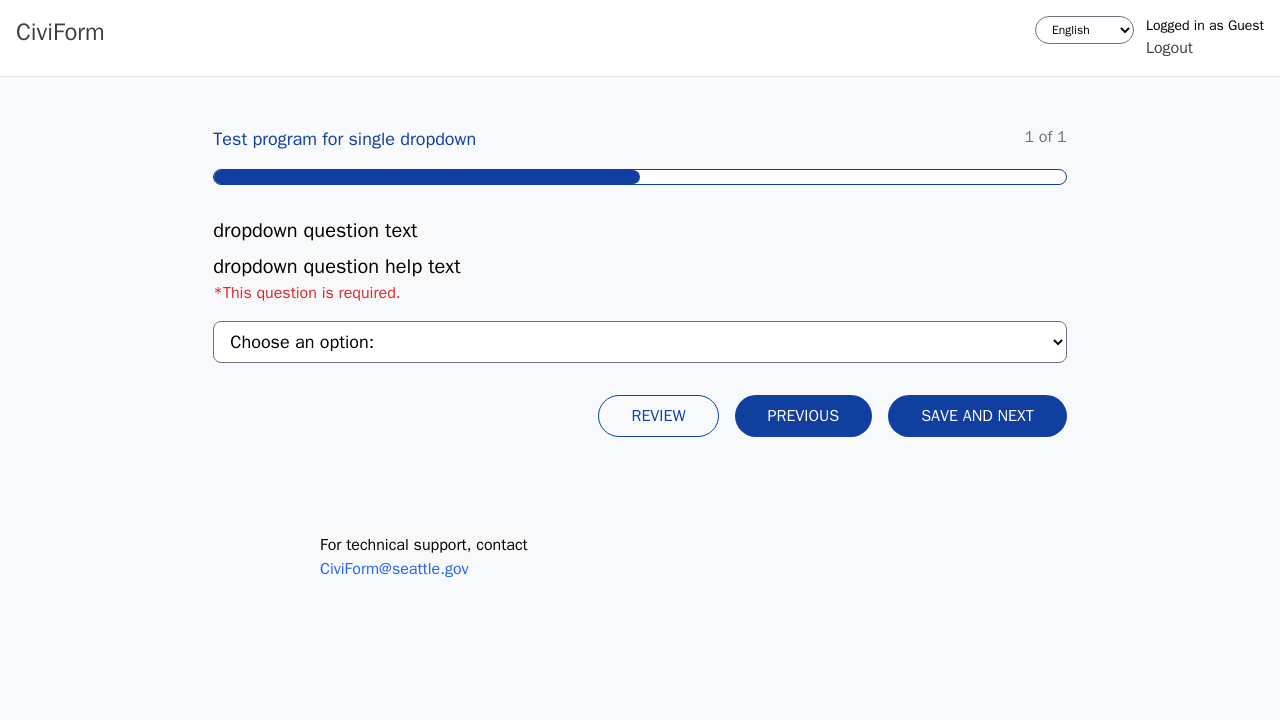 CiviForm
English
Logged in as Guest
Logout
Test program for single dropdown
1 of 1
dropdown question text
dropdown question help text
*This question is required.
Choose an option:
REVIEW
PREVIOUS
SAVE AND NEXT
For technical support, contact
CiviForm@seattle.gov